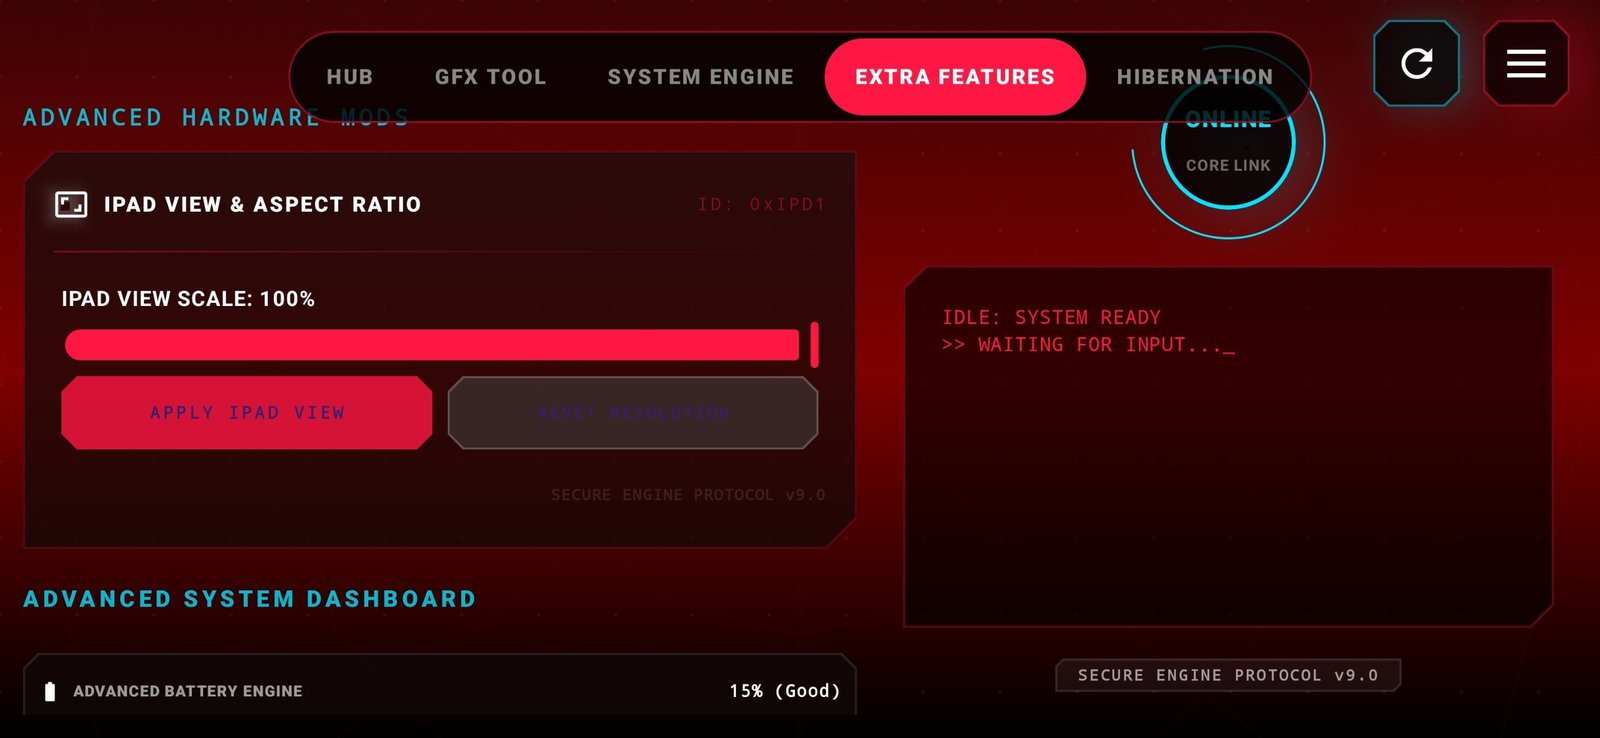 HUB
GFX TOOL
SYSTEM ENGINE
EXTRA FEATURES
HIBERNATION
ADVANCED HARDWARE MODS
IPAD VIEW & ASPECT RATIO
ID: 0xIPD1
IPAD VIEW SCALE: 100%
APPLY IPAD VIEW
RESET RESOLUTION
SECURE ENGINE PROTOCOL v9.0
ADVANCED SYSTEM DASHBOARD
ADVANCED BATTERY ENGINE
15% (Good)
ONLINE
CORE LINK
IDLE: SYSTEM READY
>> WAITING FOR INPUT..._
SECURE ENGINE PROTOCOL v9.0